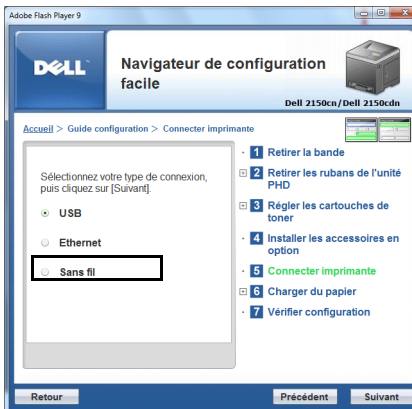 Adobe Flash Player 9
DELL
Navigateur de configuration
facile
Dell 2150cn/Dell 2150cdn
Accueil > Guide configuration > Connecter imprimante
Sélectionnez votre type de connexion,
puis cliquez sur [Suivant].
USB
Ethernet
Sans fil
1 Retirer la bande
2 Retirer les rubans de l'unité
PHD
3 Régler les cartouches de
toner
4 Installer les accessoires en
option
5 Connecter imprimante
6 Charger du papier
7 Vérifier configuration
Retour
Précédent
Suivant